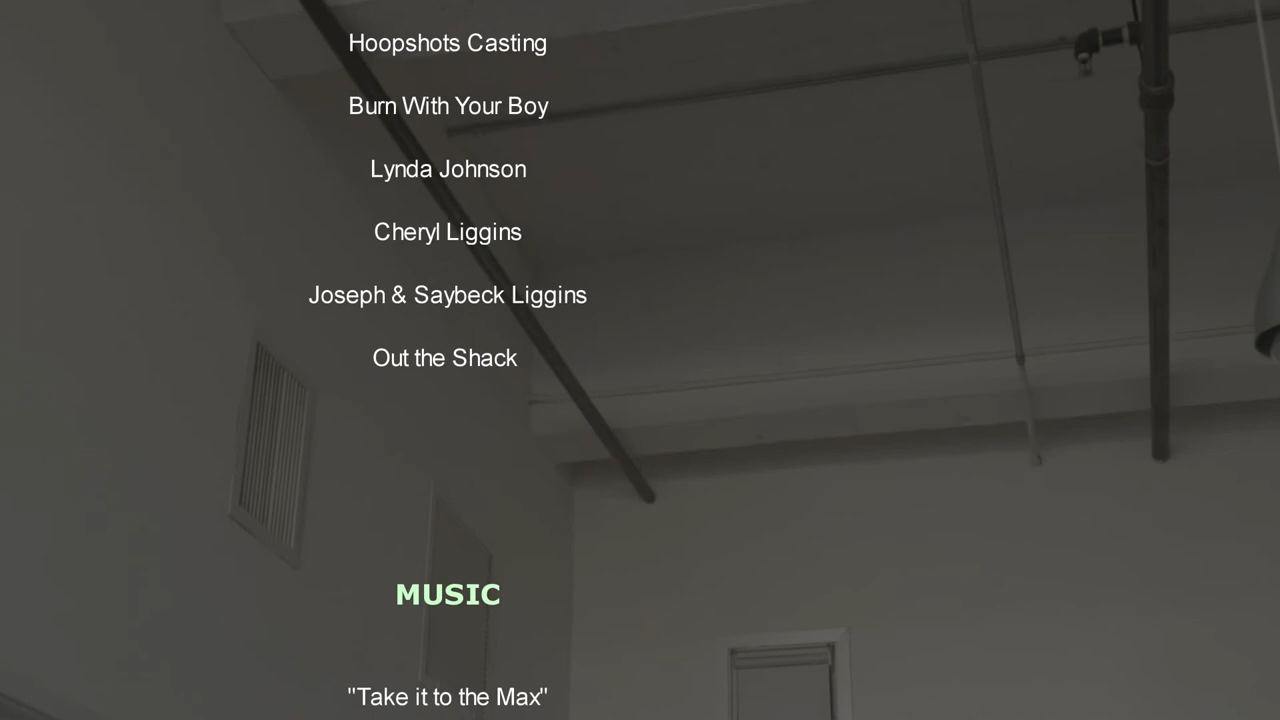 Hoopshots Casting
Burn With Your Boy
Lynda Johnson
Cheryl Liggins
Joseph & Saybeck Liggins
Out the Shack
MUSIC
"Take it to the Max"